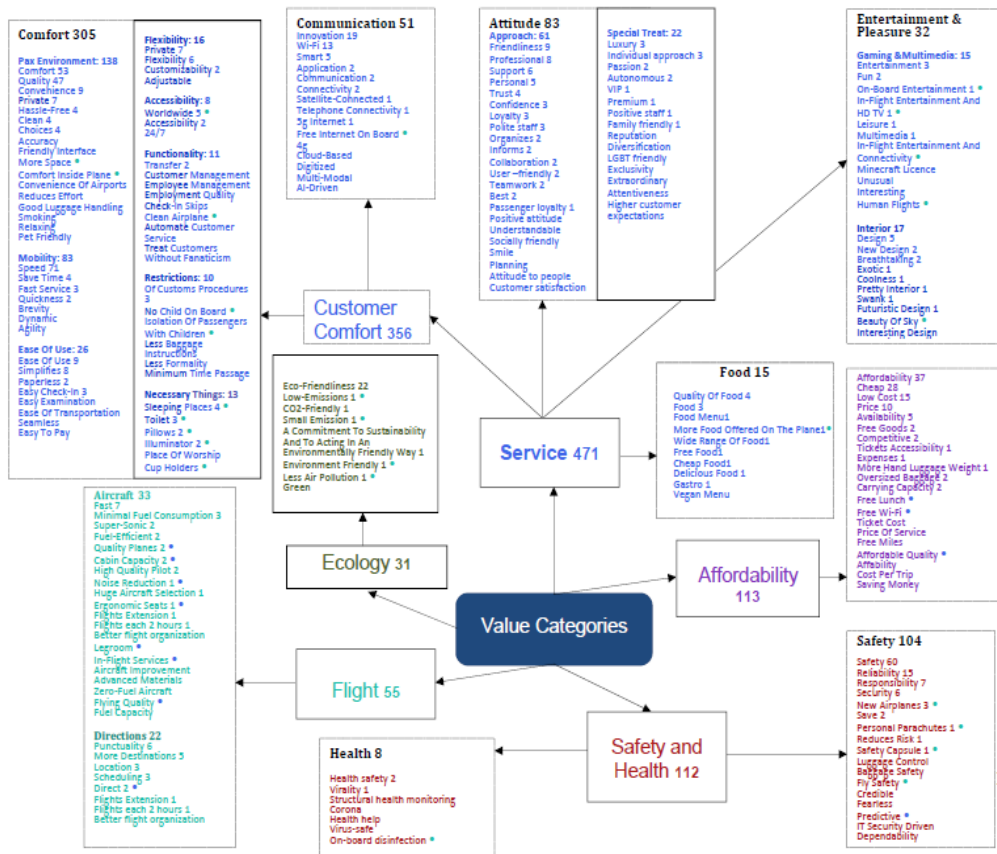 Comfort 305
Pax Environment: 138
Comfort 53
Quality 47
Convenience 9
Private 7
Hassle-Free 4
Clean 4
Choices 4
Accuracy
Friendly Interface
More Space
Comfort Inside Plane
Convenience Of Airports
Reduces Effort
Good Luggage Handling
Smoking
Relaxing
Pet Friendly
Mobility: 83
Speed 71
Save Time 4
Fast Service 3
Quickness 2
Brevity
Dynamic
Agility
Ease Of Use: 26
Ease Of Use 9
Simplifies 8
Paperless 2
Easy Check-In 3
Easy Examination
Ease Of Transportation
Seamless
Easy To Pay
Flexibility: 16
Private 7
Flexibility 6
Customizability 2
Adjustable
Accessibility: 8
Worldwide 5
Accessibility 2
24/7
Functionality: 11
Transfer 2
Customer Management
Employee Management
Employment Quality
Check-In Skips
Clean Airplane
Automate Customer
Service
Treat Customers
Without Fanaticism
Restrictions: 10
Of Customs Procedures
3
No Child On Board
Isolation Of Passengers
With Children
Less Baggage
Instructions
Less Formality
Minimum Time Passage
Necessary Things: 13
Sleeping Places 4
Toilet 3
Pillows 2
Illuminator 2
Place Of Worship
Cup Holders
Communication 51
Innovation 19
Wi-Fi 13
Smart 5
Application 2
Communication 2
Connectivity 2
Satellite-Connected 1
Telephone Connectivity 1
5g Internet 1
Free Internet On Board
4g
Cloud-Based
Digitized
Multi-Modal
AI-Driven
Attitude 83
Approach: 61
Friendliness 9
Professional 8
Support 6
Personal 5
Trust 4
Confidence 3
Loyalty 3
Polite staff 3
Organizes 2
Informs 2
Collaboration 2
User –friendly 2
Teamwork 2
Best 2
Passenger loyalty 1
Positive attitude
Understandable
Socially friendly
Smile
Planning
Attitude to people
Customer satisfaction
Special Treat: 22
Luxury 3
Individual approach 3
Passion 2
Autonomous 2
VIP 1
Premium 1
Positive staff 1
Family friendly 1
Reputation
Diversification
LGBT friendly
Exclusivity
Extraordinary
Attentiveness
Higher customer
expectations
Entertainment &
Pleasure 32
Gaming &Multimedia: 15
Entertainment 3
Fun 2
On-Board Entertainment 1
In-Flight Entertainment And
HD TV 1
Leisure 1
Multimedia 1
In-Flight Entertainment And
Connectivity
Minecraft Licence
Unusual
Interesting
Human Flights
Interior 17
Design 5
New Design 2
Breathtaking 2
Exotic 1
Coolness 1
Pretty Interior 1
Swank 1
Futuristic Design 1
Beauty Of Sky
Interesting Design
Customer
Comfort 356
Eco-Friendliness 22
Low-Emissions 1
CO2-Friendly 1
Small Emission 1
A Commitment To Sustainability
And To Acting In An
Environmentally Friendly Way 1
Environment Friendly 1
Less Air Pollution 1
Green
Service 471
Food 15
Quality Of Food 4
Food 3
Food Menu1
More Food Offered On The Plane1
Wide Range Of Food1
Free Food1
Cheap Food1
Delicious Food 1
Gastro 1
Vegan Menu
Affordability 37
Cheap 28
Low Cost 15
Price 10
Availability 5
Free Goods 2
Competitive 2
Tickets Accessibility 1
Expenses 1
More Hand Luggage Weight 1
Oversized Baggage 2
Carrying Capacity 2
Free Lunch
Free Wi-Fi
Ticket Cost
Price Of Service
Free Miles
Affordable Quality
Affability
Cost Per Trip
Saving Money
Ecology 31
Affordability
113
Value Categories
Aircraft 33
Fast 7
Minimal Fuel Consumption 3
Super-Sonic 2
Fuel-Efficient 2
Quality Planes 2
Cabin Capacity 2
High Quality Pilot 2
Noise Reduction 1
Huge Aircraft Selection 1
Ergonomic Seats 1
Flights Extension 1
Flights each 2 hours 1
Better flight organization
Legroom
In-Flight Services
Aircraft Improvement
Advanced Materials
Zero-Fuel Aircraft
Flying Quality
Fuel Capacity
Directions 22
Punctuality 6
More Destinations 5
Location 3
Scheduling 3
Direct 2
Flights Extension 1
Flights each 2 hours 1
Better flight organization
Flight 55
Health 8
Health safety 2
Virality 1
Structural health monitoring
Corona
Health help
Virus-safe
On-board disinfection
Safety and
Health 112
Safety 104
Safety 60
Reliability 15
Responsibility 7
Security 6
New Airplanes 3
Save 2
Personal Parachutes 1
Reduces Risk 1
Safety Capsule 1
Luggage Control
Baggage Safety
Fly Safety
Credible
Fearless
Predictive
IT Security Driven
Dependability